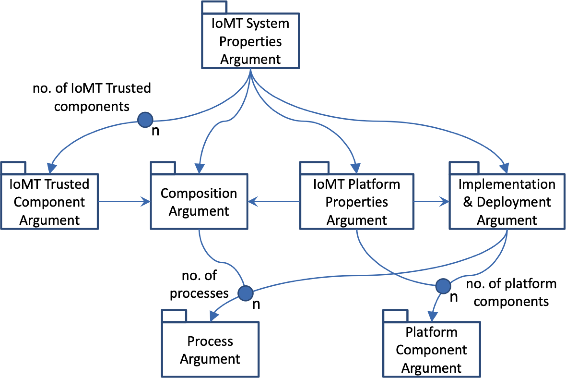 IoMT System
Properties
Argument
no. of IoMT Trusted
components
n
IoMT Trusted
Component
Argument
Composition
Argument
IoMT Platform
Properties
Argument
Implementation
& Deployment
Argument
no. of
processes
n
no. of platform
components
n
Process
Argument
Platform
Component
Argument